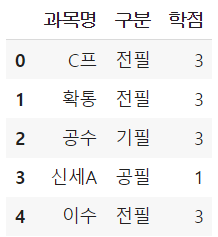 과목명 구분 학점
0 C프 전필 3
1 확통 전필 3
2 공수 기필 3
3 신세A 공필 1
4 이수 전필 3